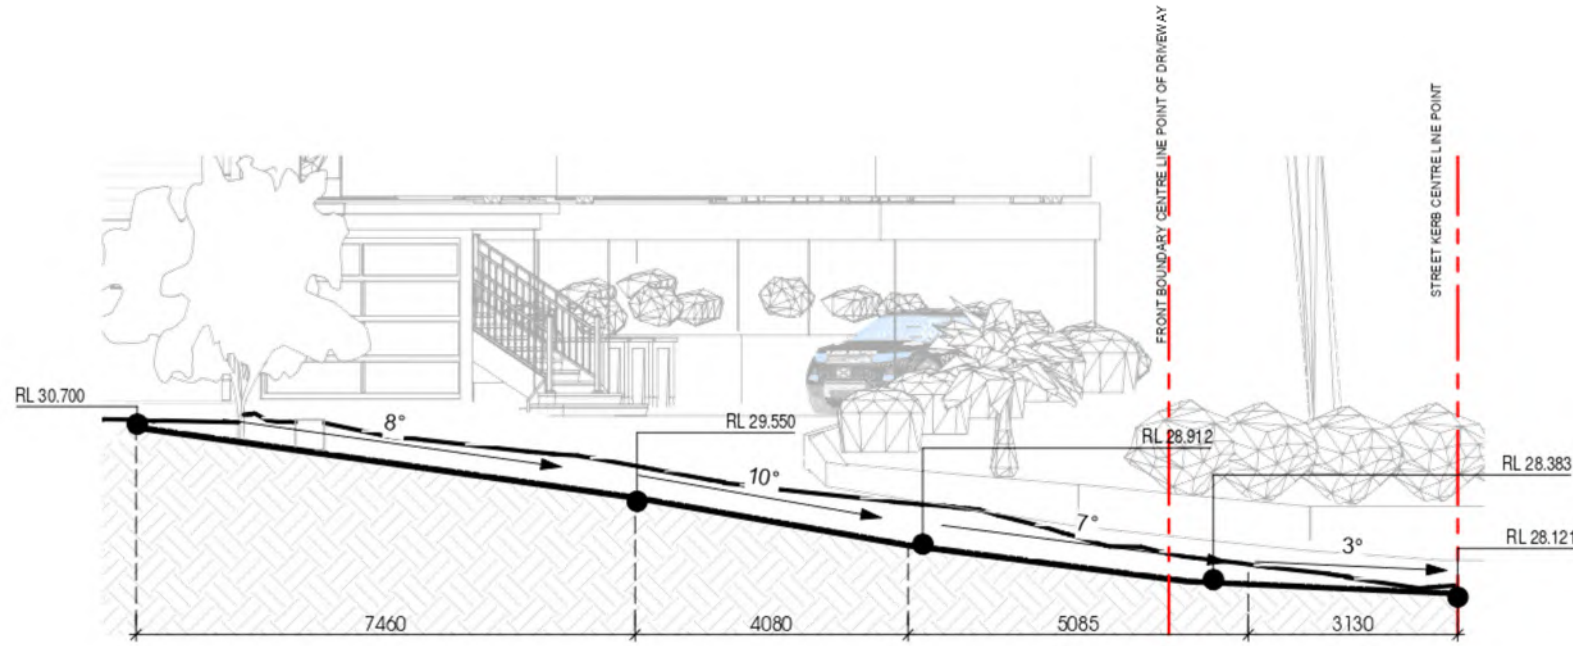 FRONT BOUNDARY CENTRE LINE POINT OF DRIVEWAY
STREET KERB CENTRE LINE POINT
RL 30.700
8°
RL 29.550
10°
RL 28.912
7°
RL 28.383
3°
RL 28.121
7460
4080
5085
3130